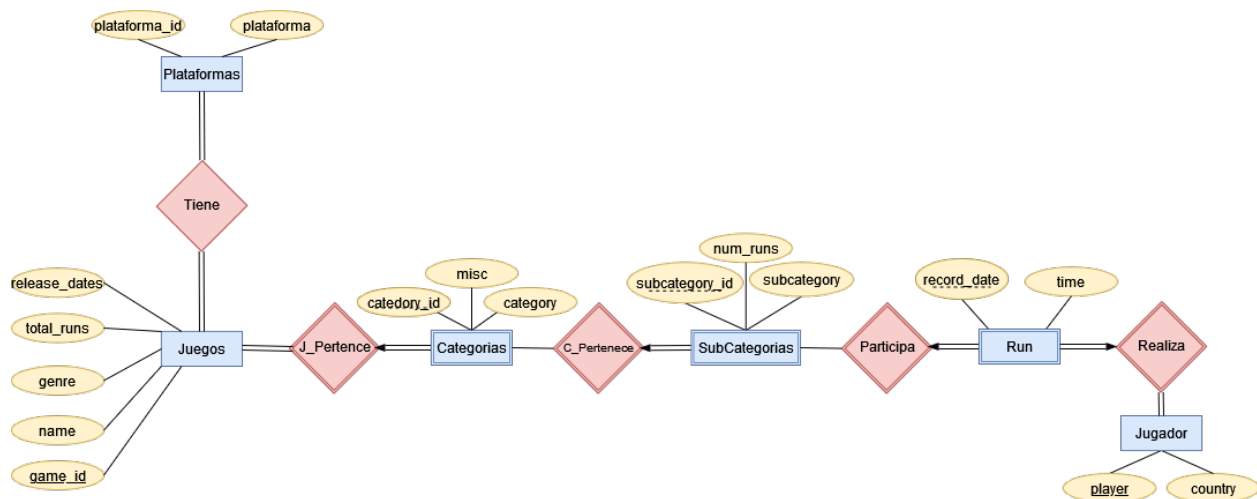 plataforma_id
plataforma
Plataformas
Tiene
release_dates
total_runs
genre
name
game_id
Juegos
J_Pertence
catedory_id
misc
category
Categorias
C_Pertenece
subcategory_id
num_runs
subcategory
SubCategorias
Participa
record_date
time
Run
Realiza
Jugador
player
country